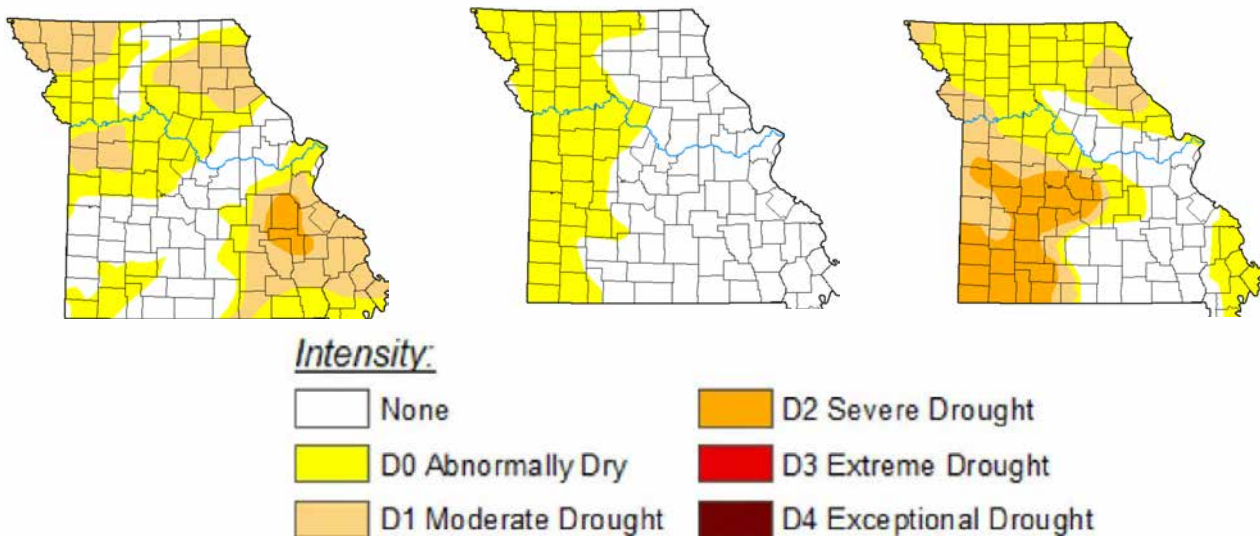 Intensity:
None
D0 Abnormally Dry
D1 Moderate Drought
D2 Severe Drought
D3 Extreme Drought
D4 Exceptional Drought